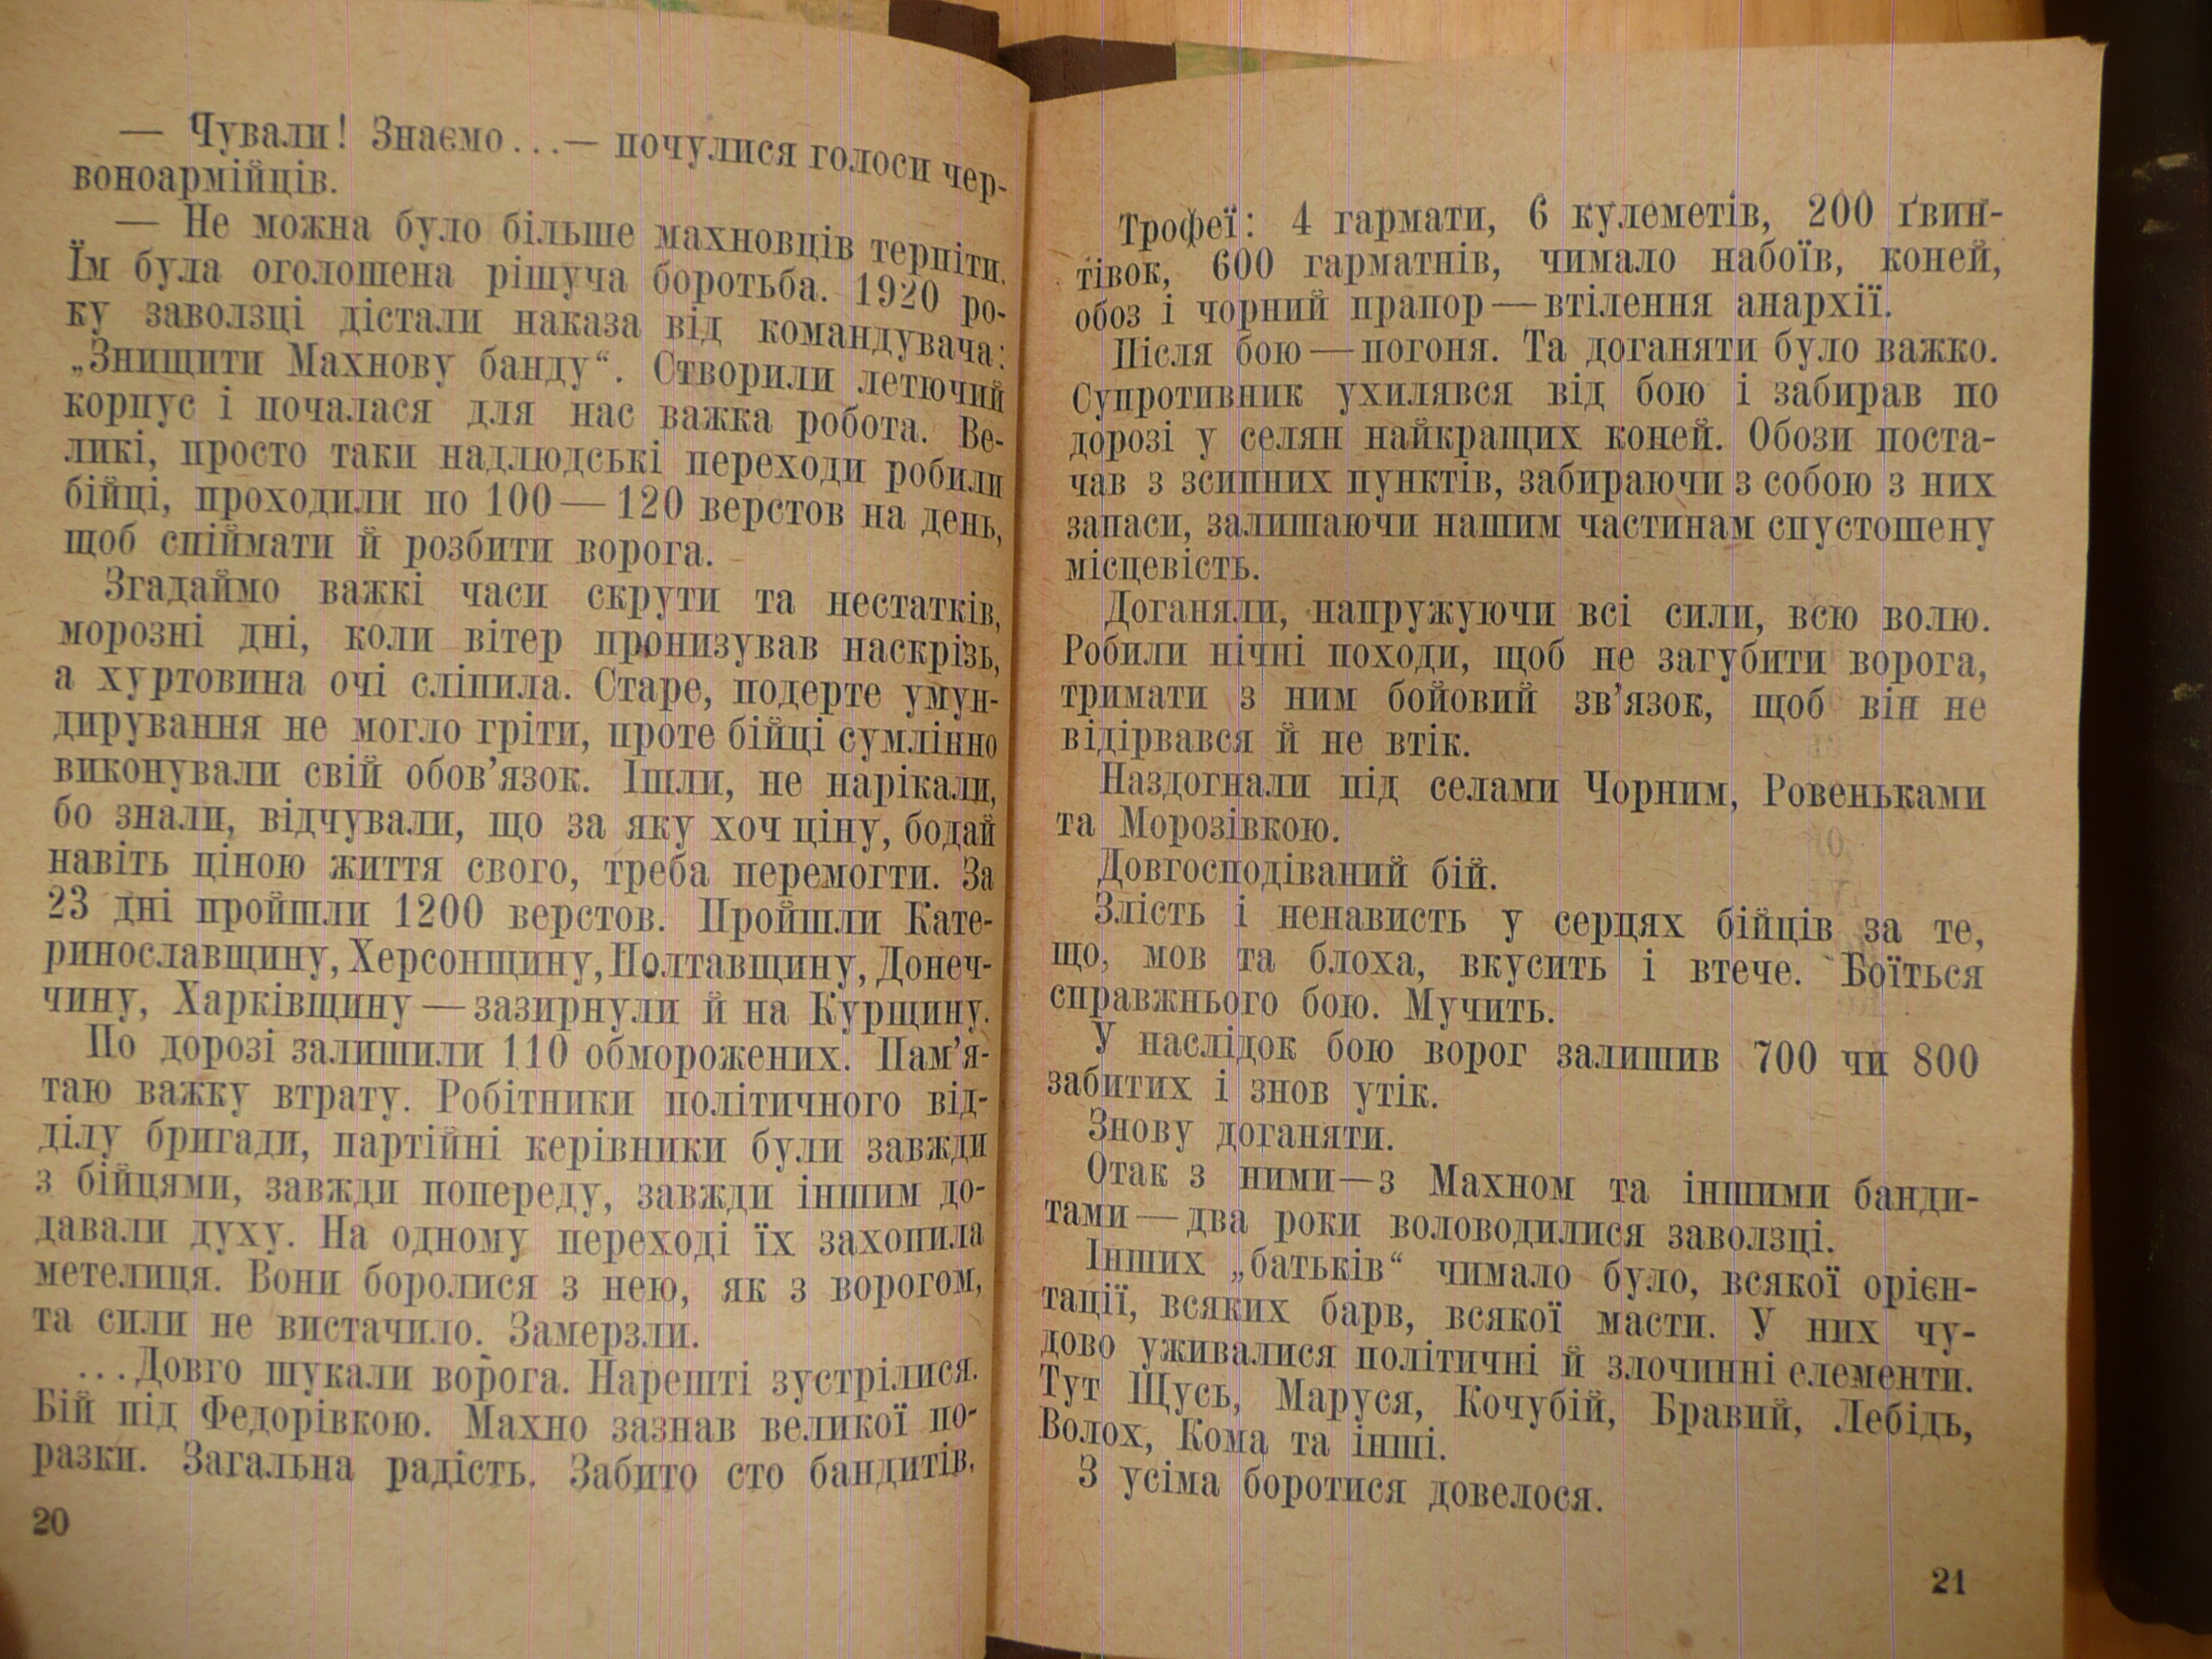 — Чували! Знаємо...— почулися голоси чер-
воноармійців.
— Не можна було більше махновців терпіти.
Їм була оголошена рішуча боротьба. 1920 ро-
ку заволзці дістали наказа від командувача:
„Знищити Махнову банду“. Створили летючий
корпус і почалася для нас важка робота. Ве-
ликі, просто таки надлюдські переходи робили
бійці, проходили по 100—120 верстов на день,
щоб спіймати й розбити ворога.
Згадаймо важкі часи скрути та нестатків,
морозні дні, коли вітер пронизував наскрізь,
а хуртовина очі сліпила. Старе, подерте умун-
дирування не могло гріти, проте бійці сумлінно
виконували свій обов’язок. Ішли, не нарікали,
бо знали, відчували, що за яку хоч ціну, бодай
навіть ціною життя свого, треба перемогти. За
23 дні пройшли 1200 верстов. Пройшли Кате-
ринославщину, Херсонщину, Полтавщину, Донеч-
чину, Харківщину—зазирнули й на Курщину.
По дорозі залишили 110 обморожених. Пам’я-
таю важку втрату. Робітники політичного від-
ділу бригади, партійні керівники були завжди
з бійцями, завжди попереду, завжди іншим до-
давали духу. На одному переході їх захопила
метелиця. Вони боролися з нею, як з ворогом,
та сили не вистачило. Замерзли.
...Довго шукали ворога. Нарешті зустрілися.
Бій під Федорівкою. Махно зазнав великої по-
разки. Загальна радість. Забито сто бандитів.
20
Трофеї: 4 гармати, 6 кулеметів, 200 ґвин-
тівок, 600 гарматнів, чимало набоїв, коней,
обоз і чорний прапор—втілення анархії.
Після бою—погоня. Та доганяти було важко.
Супротивник ухилявся від бою і забирав по
дорозі у селян найкращих коней. Обози поста-
чав з зсипних пунктів, забираючи з собою з них
запаси, залишаючи нашим частинам спустошену
місцевість.
Доганяли, напружуючи всі сили, всю волю.
Робили нічні походи, щоб не загубити ворога,
тримати з ним бойовий зв’язок, щоб він не
відірвався й не втік.
Наздогнали під селами Чорним, Ровеньками
та Морозівкою.
Довгосподіваний бій.
Злість і ненависть у серцях бійців за те,
що, мов та блоха, вкусить і втече. Боїться
справжнього бою. Мучить.
У наслідок бою ворог залишив 700 чи 800
забитих і знов утік.
Знову доганяти.
Отак з ними—з Махном та іншими банди-
тами—два роки воловодилися заволзці.
Інших „батьків“ чимало було, всякої орієн-
тації, всяких барв, всякої масти. У них чу-
дово уживалися політичні й злочинні елементи.
Тут Щусь, Маруся, Кочубій, Бравий, Лебідь,
Волох, Кома та інші.
З усіма боротися довелося.
21